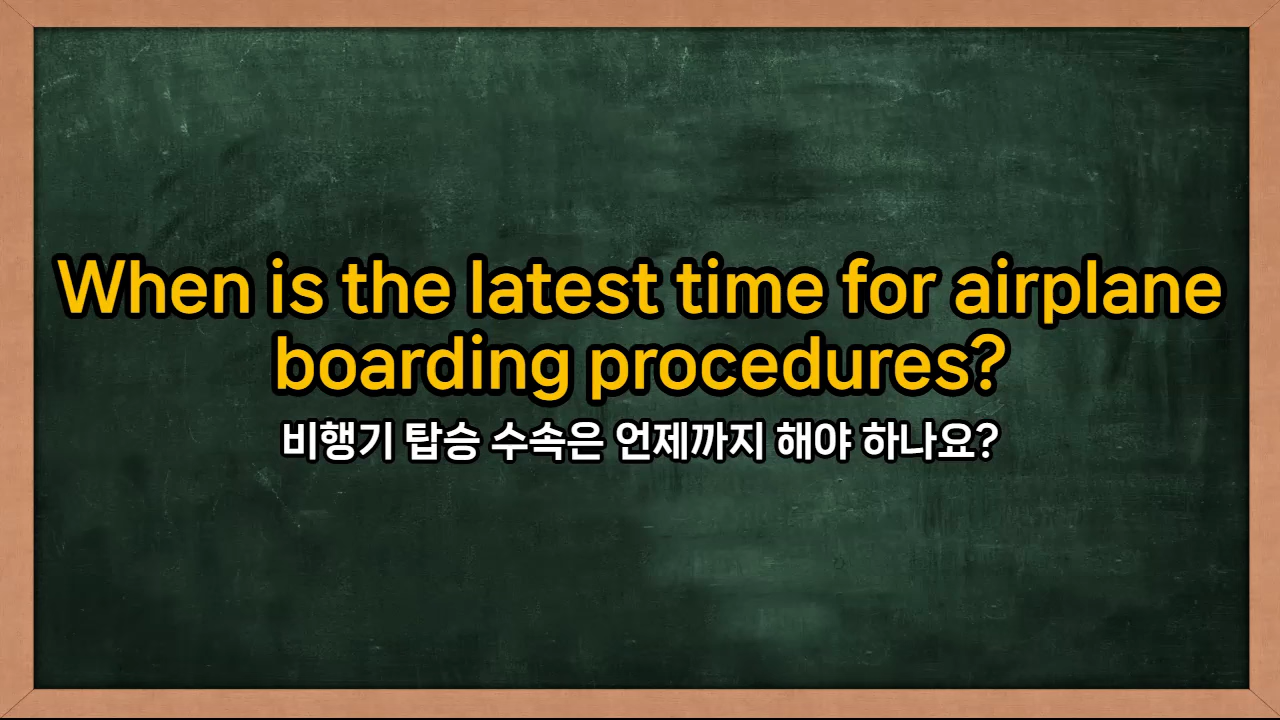 When is the latest time for airplane
boarding procedures?
비행기 탑승 수속은 언제까지 해야 하나요?